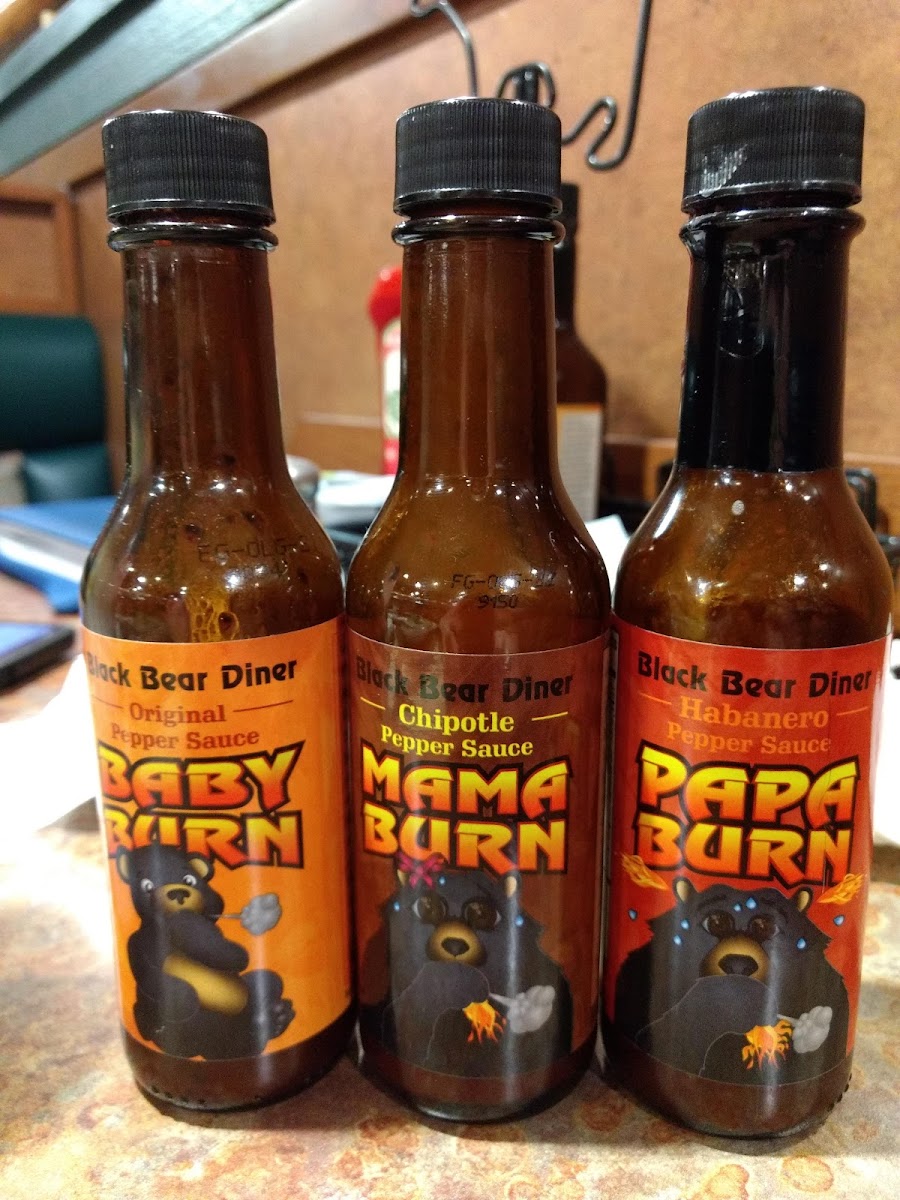 Black Bear Diner
Original
Pepper Sauce
BABY
BURN
9150
Black Bear Diner
Chipotle
Pepper Sauce
MAMA
BURN
Black Bear Diner
Habanero
Pepper Sauce
PAPA
BURN